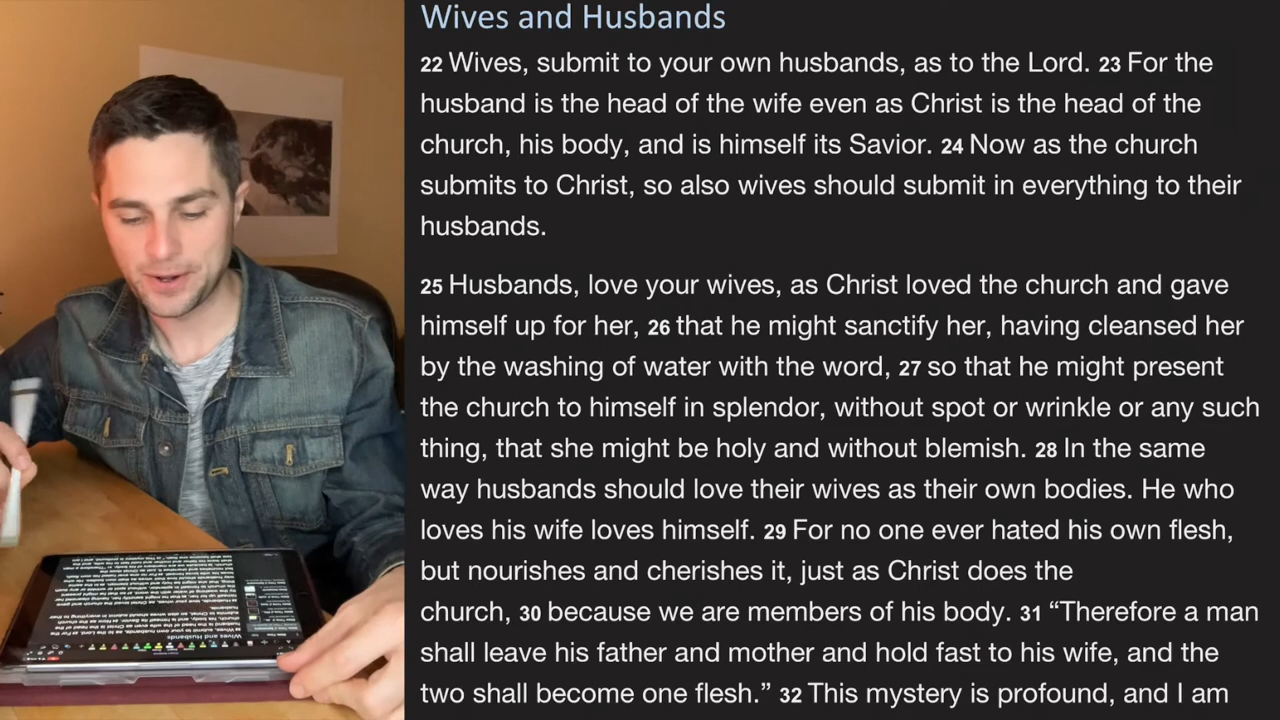 Wives and Husbands
22 Wives, submit to your own husbands, as to the Lord. 23 For the
husband is the head of the wife even as Christ is the head of the
church, his body, and is himself its Savior. 24 Now as the church
submits to Christ, so also wives should submit in everything to their
husbands.
25 Husbands, love your wives, as Christ loved the church and gave
himself up for her, 26 that he might sanctify her, having cleansed her
by the washing of water with the word, 27 so that he might present
the church to himself in splendor, without spot or wrinkle or any such
thing, that she might be holy and without blemish. 28 In the same
way husbands should love their wives as their own bodies. He who
loves his wife loves himself. 29 For no one ever hated his own flesh,
but nourishes and cherishes it, just as Christ does the
church, 30 because we are members of his body. 31 “Therefore a man
shall leave his father and mother and hold fast to his wife, and the
two shall become one flesh.” 32 This mystery is profound, and I am
Wives and Husbands